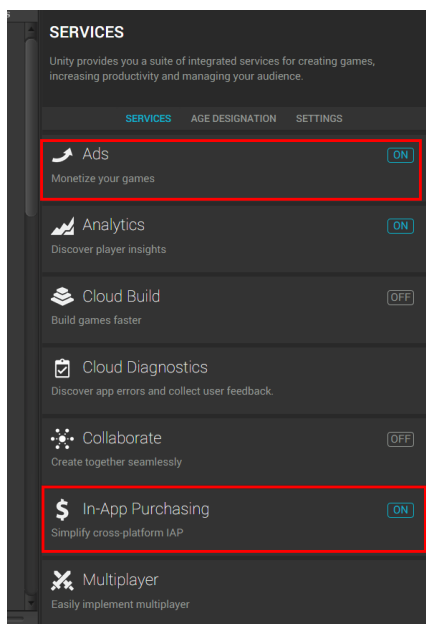 SERVICES
Unity provides you a suite of integrated services for creating games,
increasing productivity and managing your audience.
SERVICES AGE DESIGNATION SETTINGS
Ads ON
Monetize your games
Analytics ON
Discover player insights
Cloud Build OFF
Build games faster
Cloud Diagnostics
Discover app errors and collect user feedback.
Collaborate OFF
Create together seamlessly
In-App Purchasing ON
Simplify cross-platform IAP
Multiplayer
Easily implement multiplayer